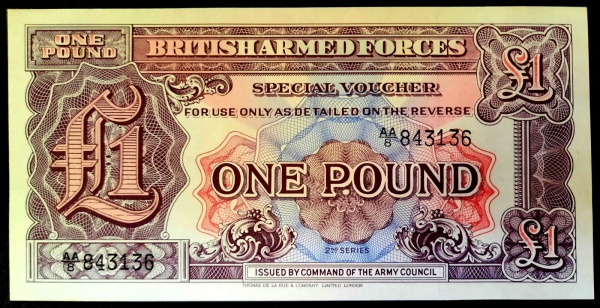 ONE POUND
BRITISH ARMED FORCES
£1
SPECIAL VOUCHER
FOR USE ONLY AS DETAILED ON THE REVERSE
£1
AA/8 843136
ONE POUND
2ND SERIES
£1
AA/8 843136
ISSUED BY COMMAND OF THE ARMY COUNCIL
THOMAS DE LA RUE & COMPANY, LIMITED, LONDON